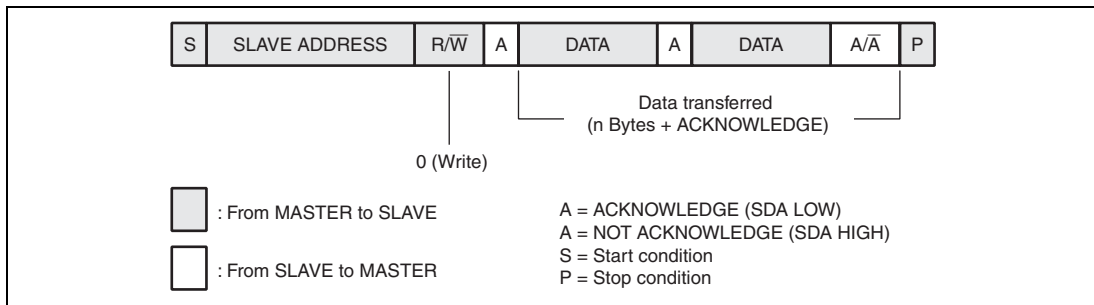 S SLAVE ADDRESS R/W̅ A DATA A DATA A/A̅ P
Data transferred
(n Bytes + ACKNOWLEDGE)
0 (Write)
: From MASTER to SLAVE
: From SLAVE to MASTER
A = ACKNOWLEDGE (SDA LOW)
A = NOT ACKNOWLEDGE (SDA HIGH)
S = Start condition
P = Stop condition